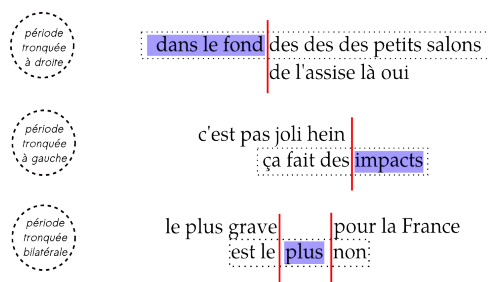 période
tronquée
à droite
dans le fond des des des petits salons
de l'assise là oui
période
tronquée
à gauche
c'est pas joli hein
ça fait des impacts
période
tronquée
bilatérale
le plus grave pour la France
est le plus non